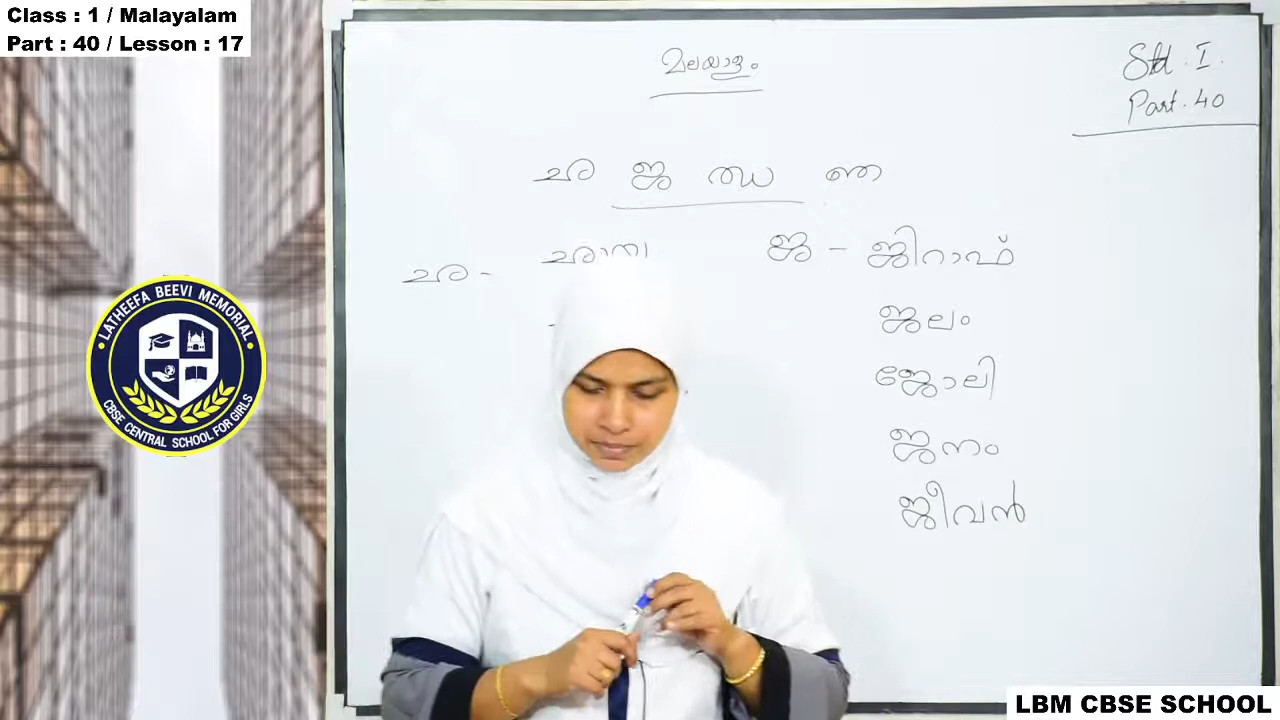 Class : 1 / Malayalam
Part : 40 / Lesson : 17
മലയാളം
Std. I.
Part. 40
ഛ ജ ഝ ഞ
ഛ -
ജ - ജിറാഫ്
ജലം
ജോലി
ജനം
ജീവൻ
LATHEEFA BEEVI MEMORIAL
CBSE CENTRAL SCHOOL FOR GIRLS
LBM CBSE SCHOOL